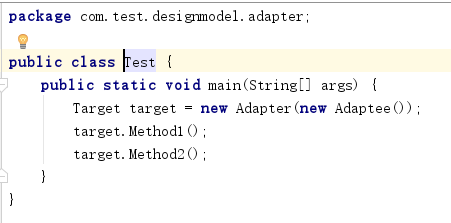 package com.test.designmodel.adapter;
public class Test {
public static void main(String[] args) {
Target target = new Adapter(new Adaptee());
target.Method1();
target.Method2();
}
}